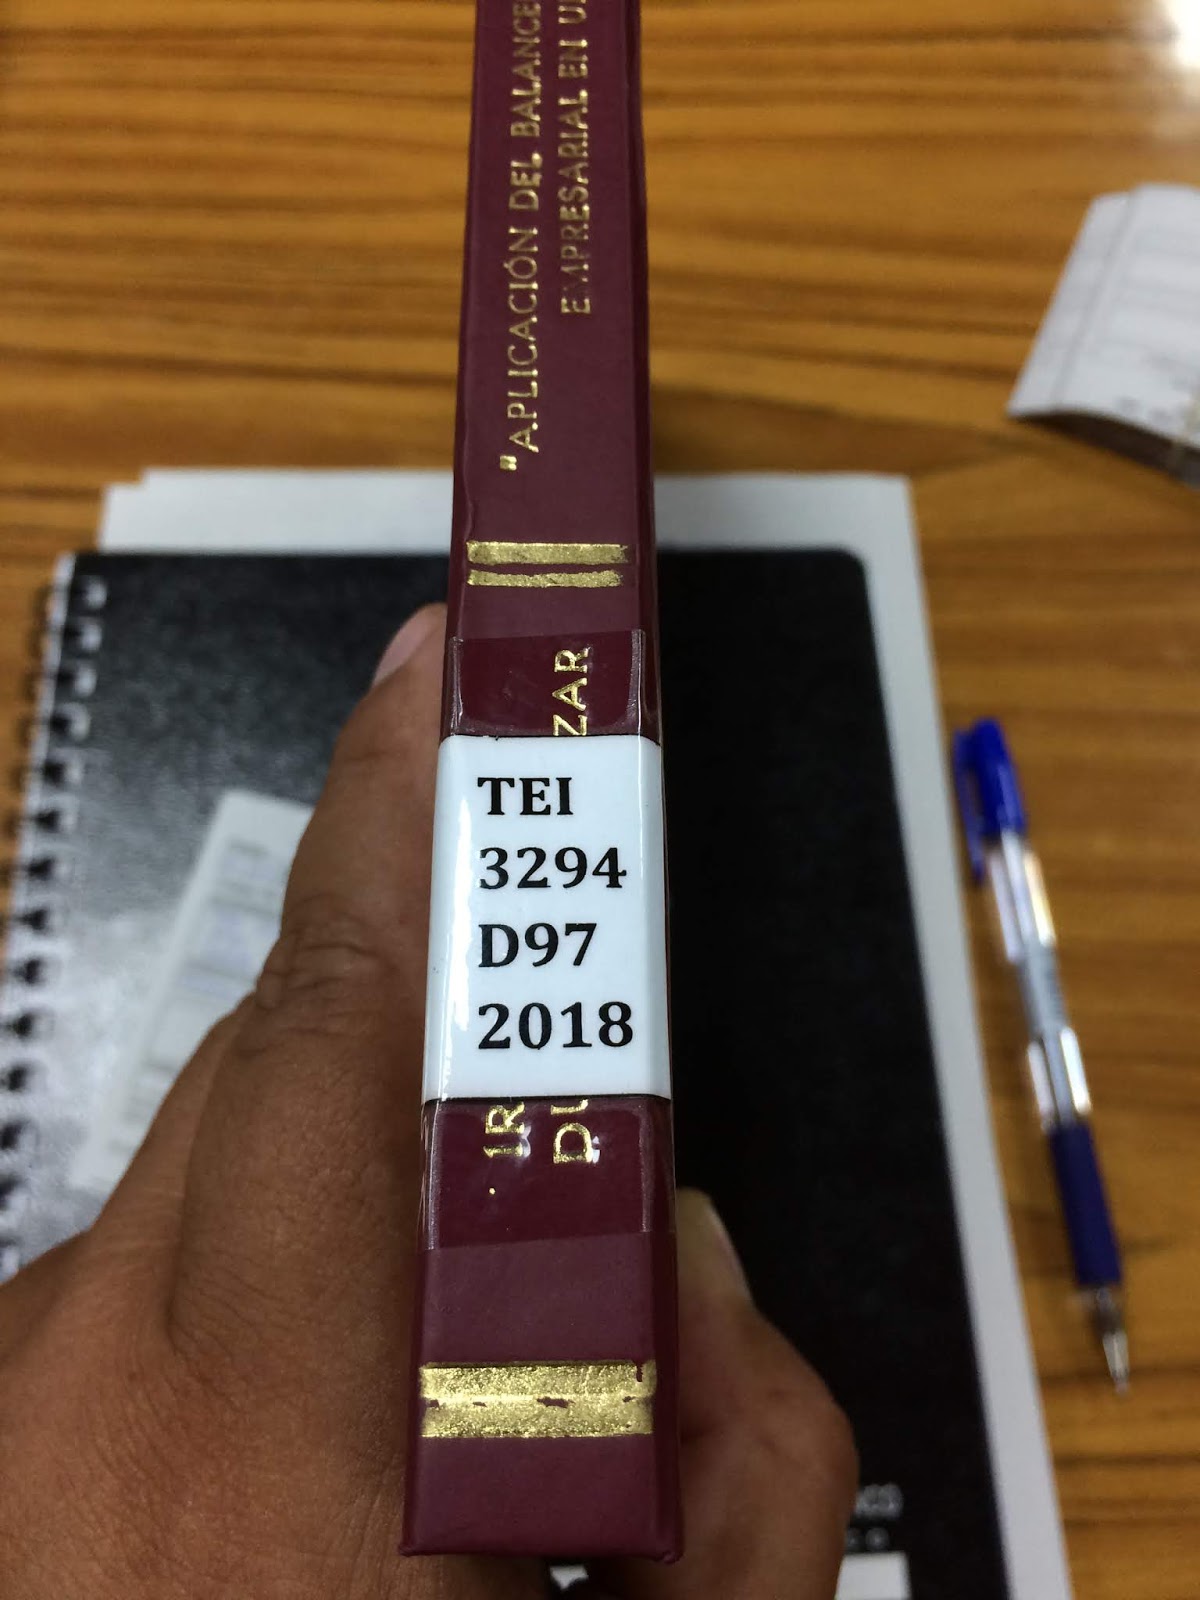 "APLICACIÓN DEL BALANCE
EMPRESARIAL EN
ZAR
TEI
3294
D97
2018